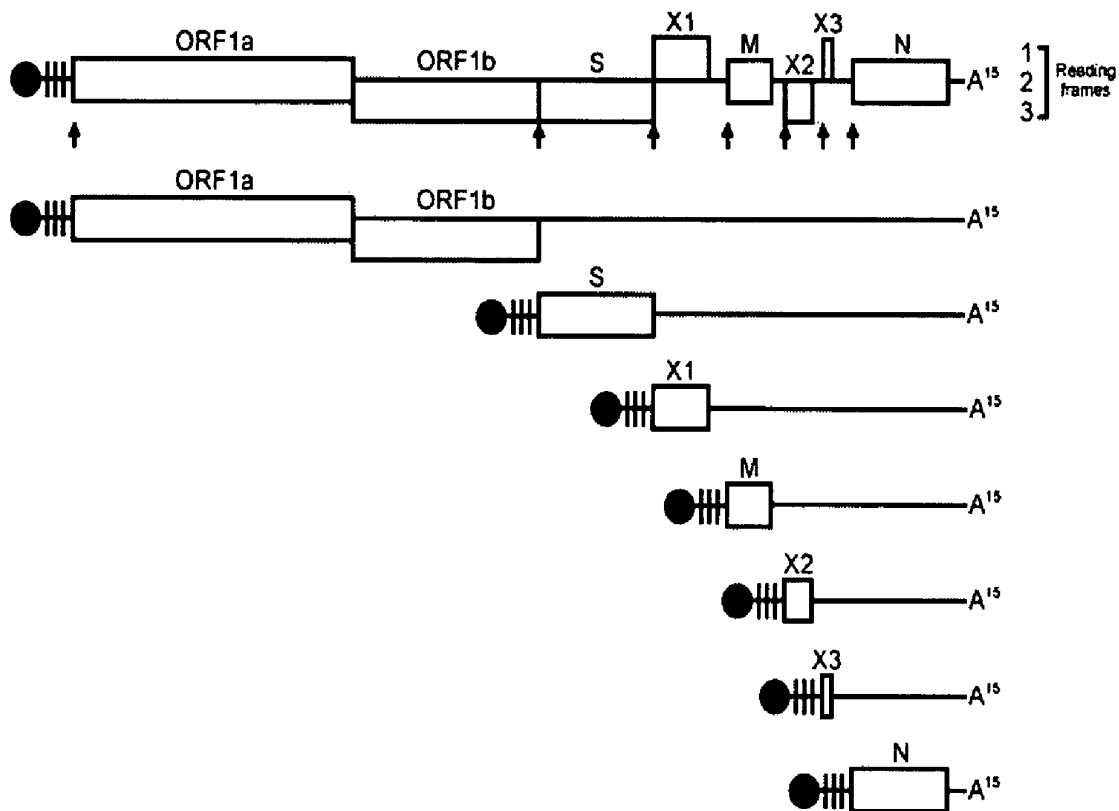 X1 X3
ORF1a M N
ORF1b S X2
A¹⁵
1
2
3
Reading
frames
ORF1a
ORF1b
A¹⁵
S
A¹⁵
X1
A¹⁵
M
A¹⁵
X2
A¹⁵
X3
A¹⁵
N
A¹⁵